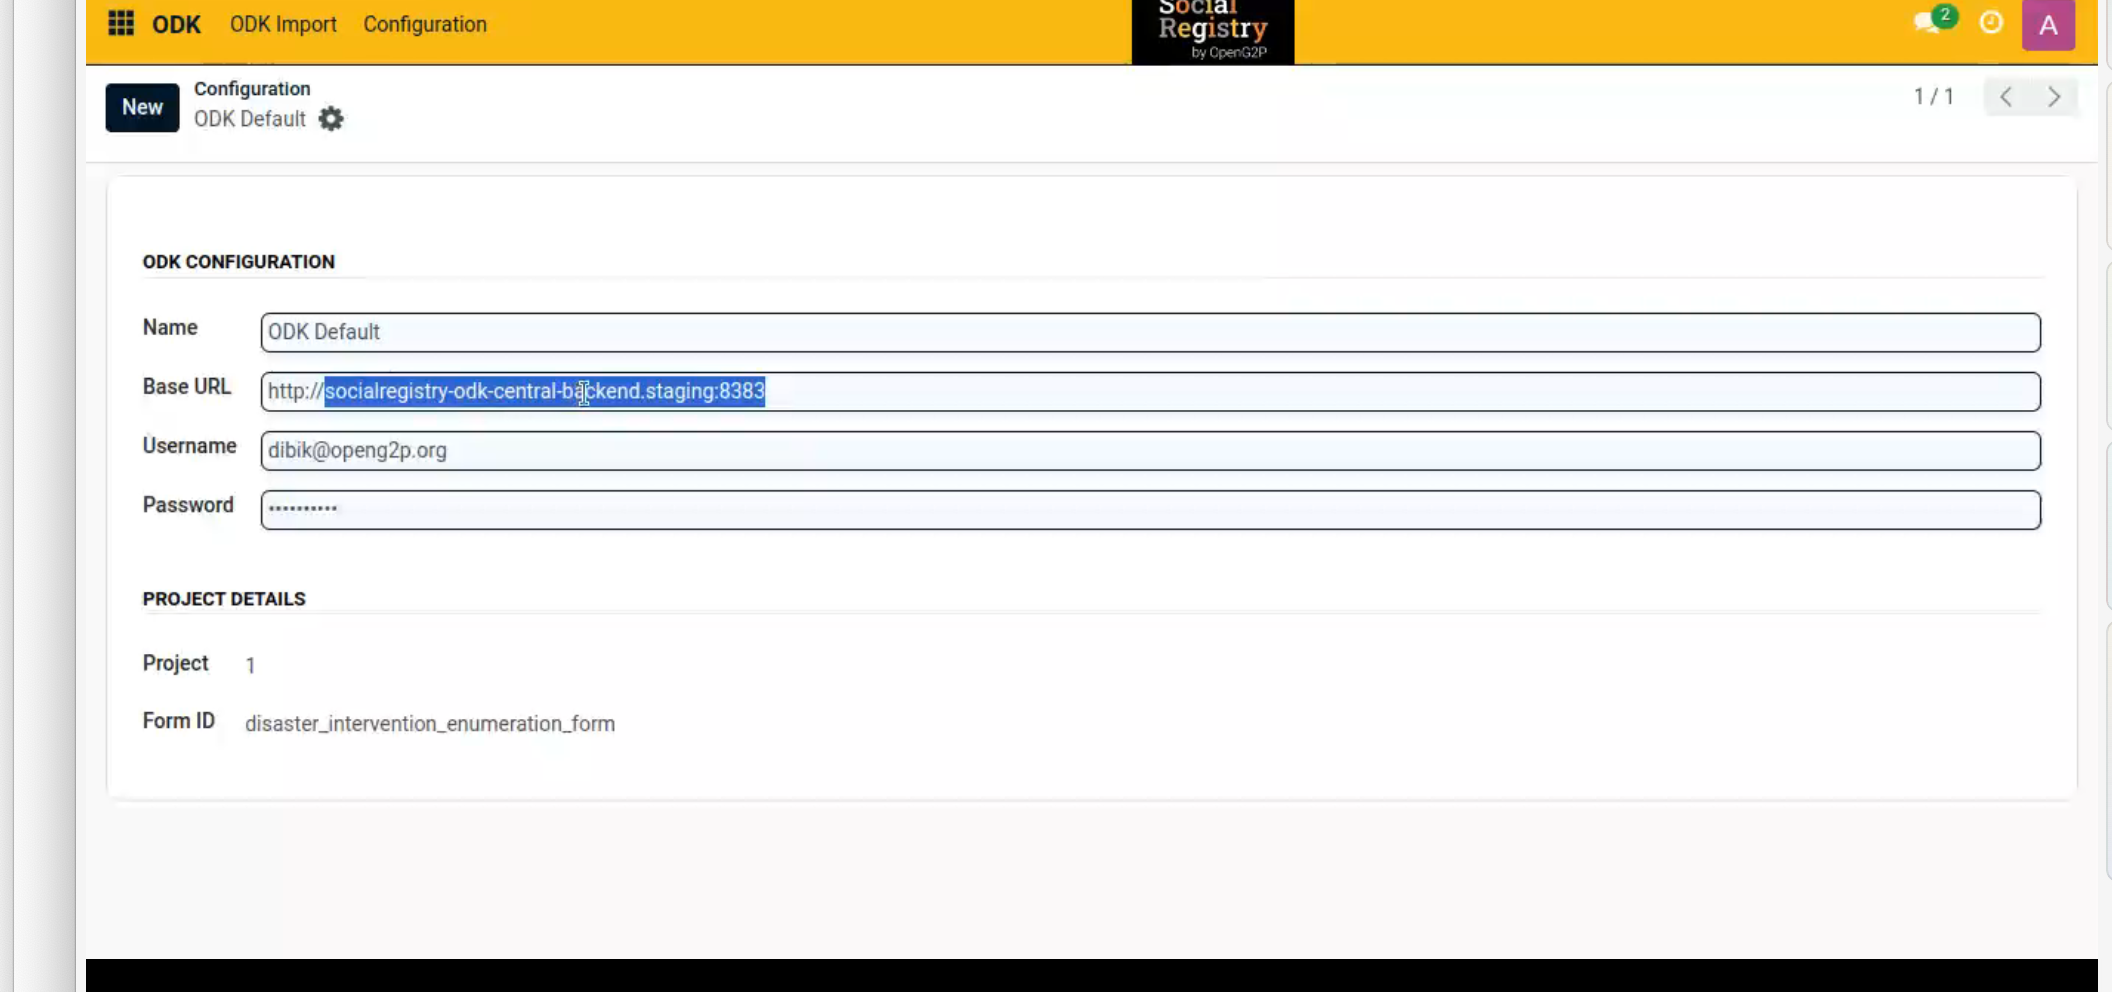 ODK ODK Import Configuration
Social
Registry
by OpenG2P
2
A
New
Configuration
ODK Default
1 / 1
ODK CONFIGURATION
Name ODK Default
Base URL http://socialregistry-odk-central-backend.staging:8383
Username dibik@openg2p.org
Password ••••••••••
PROJECT DETAILS
Project 1
Form ID disaster_intervention_enumeration_form